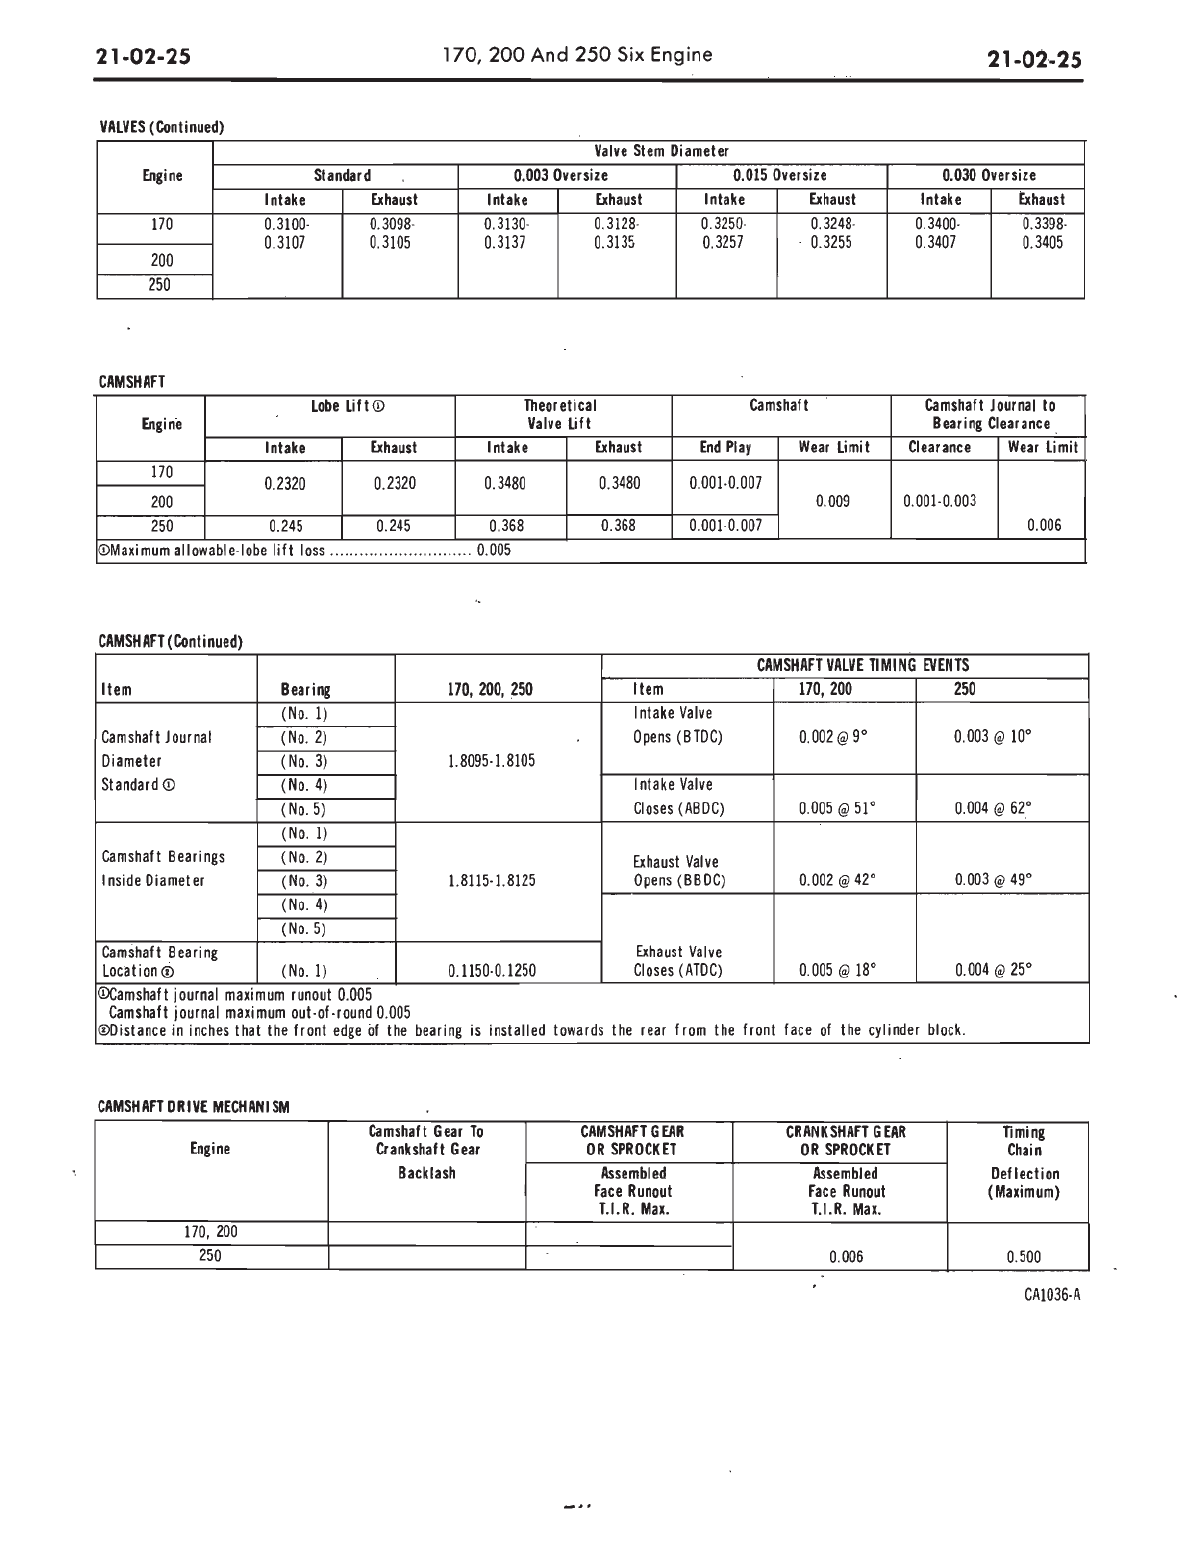 21-02-25 170, 200 And 250 Six Engine 21-02-25
VALVES (Continued)
Valve Stem Diameter
Engine Standard 0.003 Oversize 0.015 Oversize 0.030 Oversize
Intake Exhaust Intake Exhaust Intake Exhaust Intake Exhaust
170 0.3100- 0.3098- 0.3130- 0.3128- 0.3250- 0.3248- 0.3400- 0.3398-
0.3107 0.3105 0.3137 0.3135 0.3257 0.3255 0.3407 0.3405
200
250
CAMSHAFT
Lobe Lift① Theoretical Camshaft Camshaft Journal to
Engine Valve Lift Bearing Clearance
Intake Exhaust Intake Exhaust End Play Wear Limit Clearance Wear Limit
170
0.2320 0.2320 0.3480 0.3480 0.001-0.007
200 0.009 0.001-0.003
250 0.245 0.245 0.368 0.368 0.001-0.007 0.006
①Maximum allowable-lobe lift loss ............................. 0.005
CAMSHAFT (Continued)
CAMSHAFT VALVE TIMING EVENTS
Item Bearing 170, 200, 250 Item 170, 200 250
(No. 1) Intake Valve
Camshaft Journal (No. 2) Opens (BTDC) 0.002 @ 9° 0.003 @ 10°
Diameter (No. 3) 1.8095-1.8105
Standard ① (No. 4) Intake Valve
(No. 5) Closes (ABDC) 0.005 @ 51° 0.004 @ 62°
(No. 1)
Camshaft Bearings (No. 2) Exhaust Valve
Inside Diameter (No. 3) 1.8115-1.8125 Opens (BBDC) 0.002 @ 42° 0.003 @ 49°
(No. 4)
(No. 5)
Camshaft Bearing Exhaust Valve
Location ② (No. 1) 0.1150-0.1250 Closes (ATDC) 0.005 @ 18° 0.004 @ 25°
①Camshaft journal maximum runout 0.005
Camshaft journal maximum out-of-round 0.005
②Distance in inches that the front edge of the bearing is installed towards the rear from the front face of the cylinder block.
CAMSHAFT DRIVE MECHANISM
Camshaft Gear To CAMSHAFT GEAR CRANKSHAFT GEAR Timing
Engine Crankshaft Gear OR SPROCKET OR SPROCKET Chain
Backlash Assembled Assembled Deflection
Face Runout Face Runout (Maximum)
T.I.R. Max. T.I.R. Max.
170, 200
250 0.006 0.500
CA1036-A